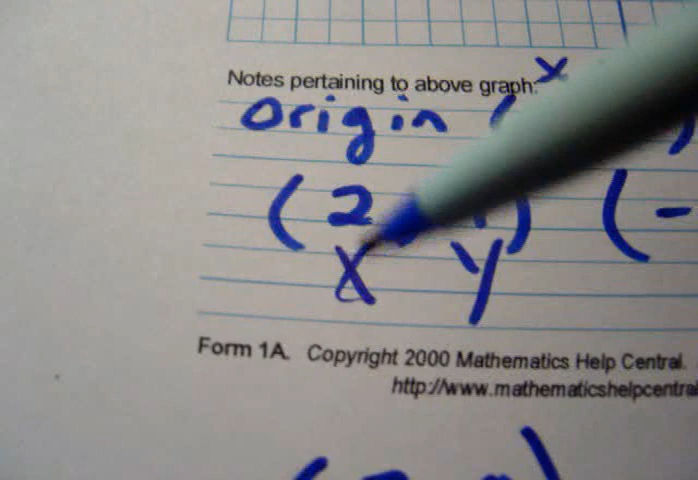 Notes pertaining to above graph: x
Origin (       )
(2         ) (-
x y
Form 1A. Copyright 2000 Mathematics Help Central.
http://www.mathematicshelpcentra